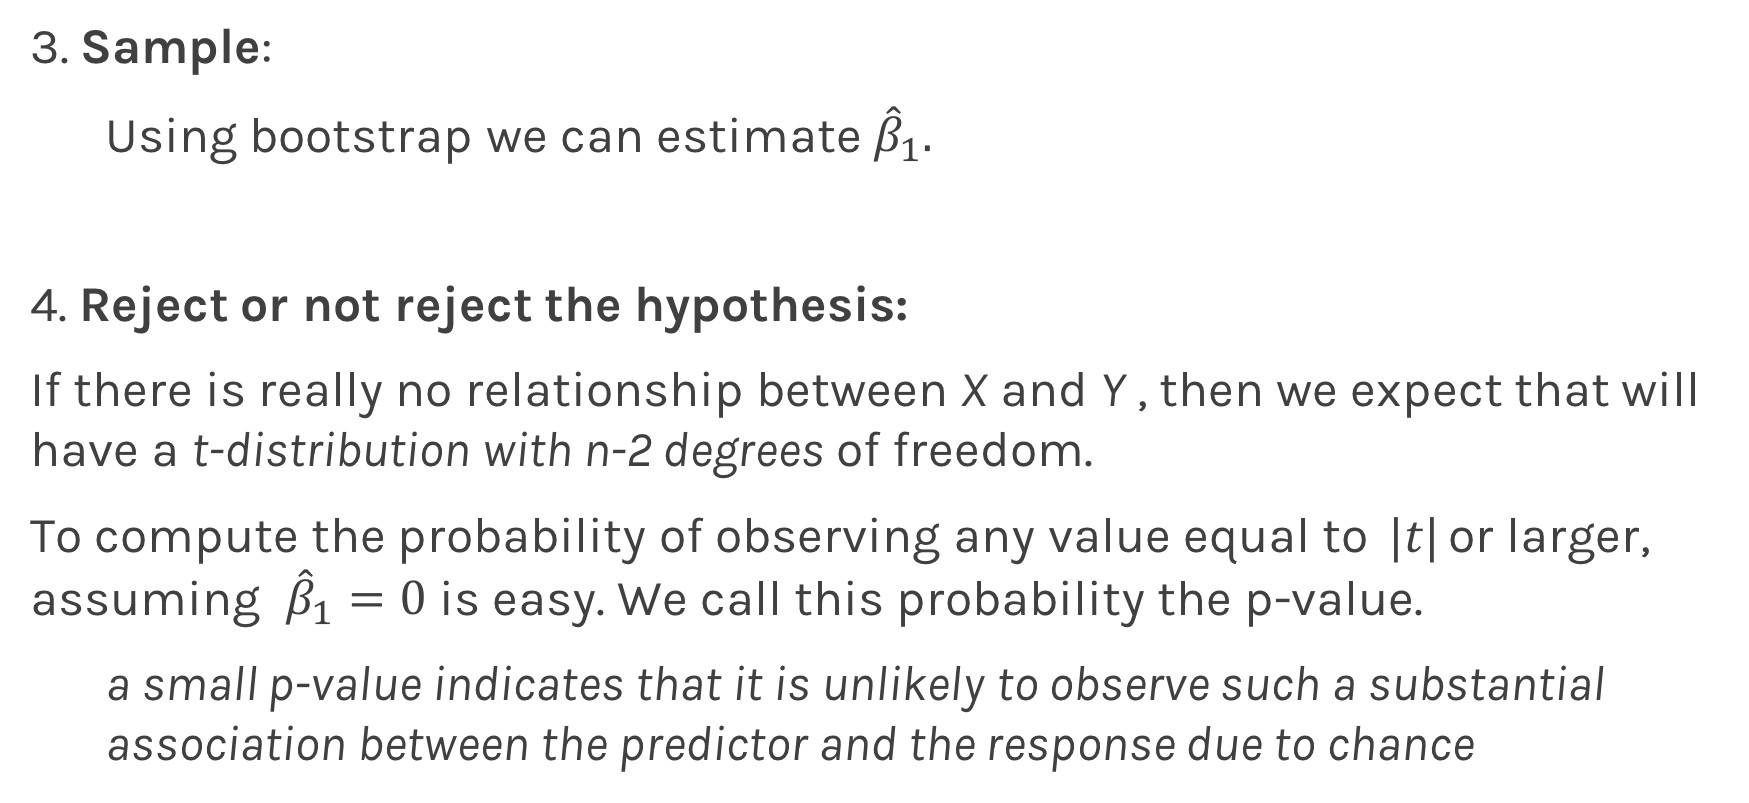 3. Sample:
Using bootstrap we can estimate β̂₁.
4. Reject or not reject the hypothesis:
If there is really no relationship between X and Y , then we expect that will
have a t-distribution with n-2 degrees of freedom.
To compute the probability of observing any value equal to |t| or larger,
assuming β̂₁ = 0 is easy. We call this probability the p-value.
a small p-value indicates that it is unlikely to observe such a substantial
association between the predictor and the response due to chance